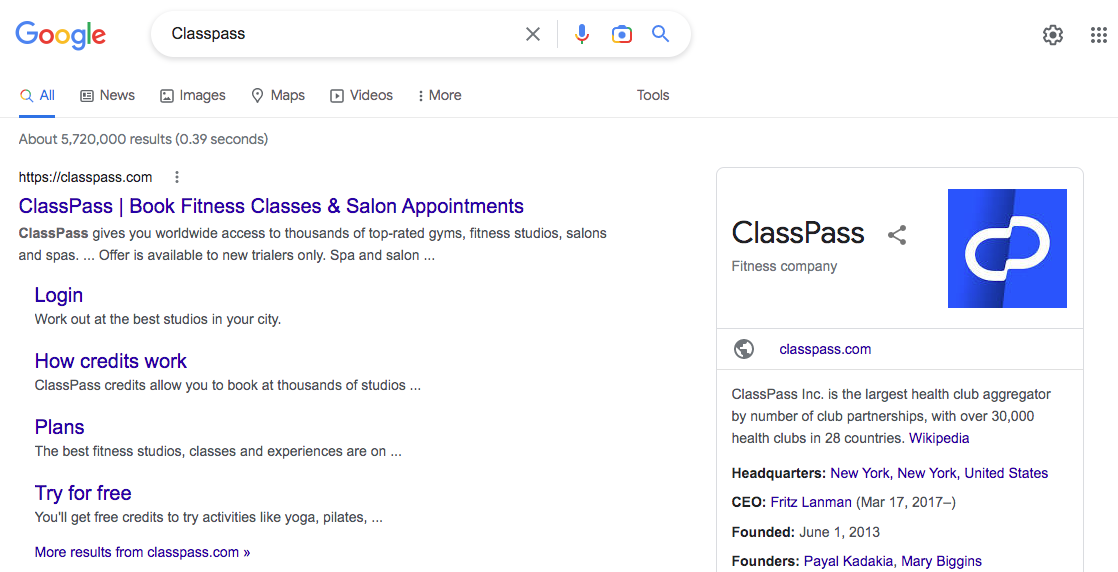 Google
Classpass
All News Images Maps Videos More Tools
About 5,720,000 results (0.39 seconds)
https://classpass.com
ClassPass | Book Fitness Classes & Salon Appointments
ClassPass gives you worldwide access to thousands of top-rated gyms, fitness studios, salons
and spas. ... Offer is available to new trialers only. Spa and salon ...
Login
Work out at the best studios in your city.
How credits work
ClassPass credits allow you to book at thousands of studios ...
Plans
The best fitness studios, classes and experiences are on ...
Try for free
You'll get free credits to try activities like yoga, pilates, ...
More results from classpass.com »
ClassPass
Fitness company
classpass.com
ClassPass Inc. is the largest health club aggregator
by number of club partnerships, with over 30,000
health clubs in 28 countries. Wikipedia
Headquarters: New York, New York, United States
CEO: Fritz Lanman (Mar 17, 2017–)
Founded: June 1, 2013
Founders: Payal Kadakia, Mary Biggins